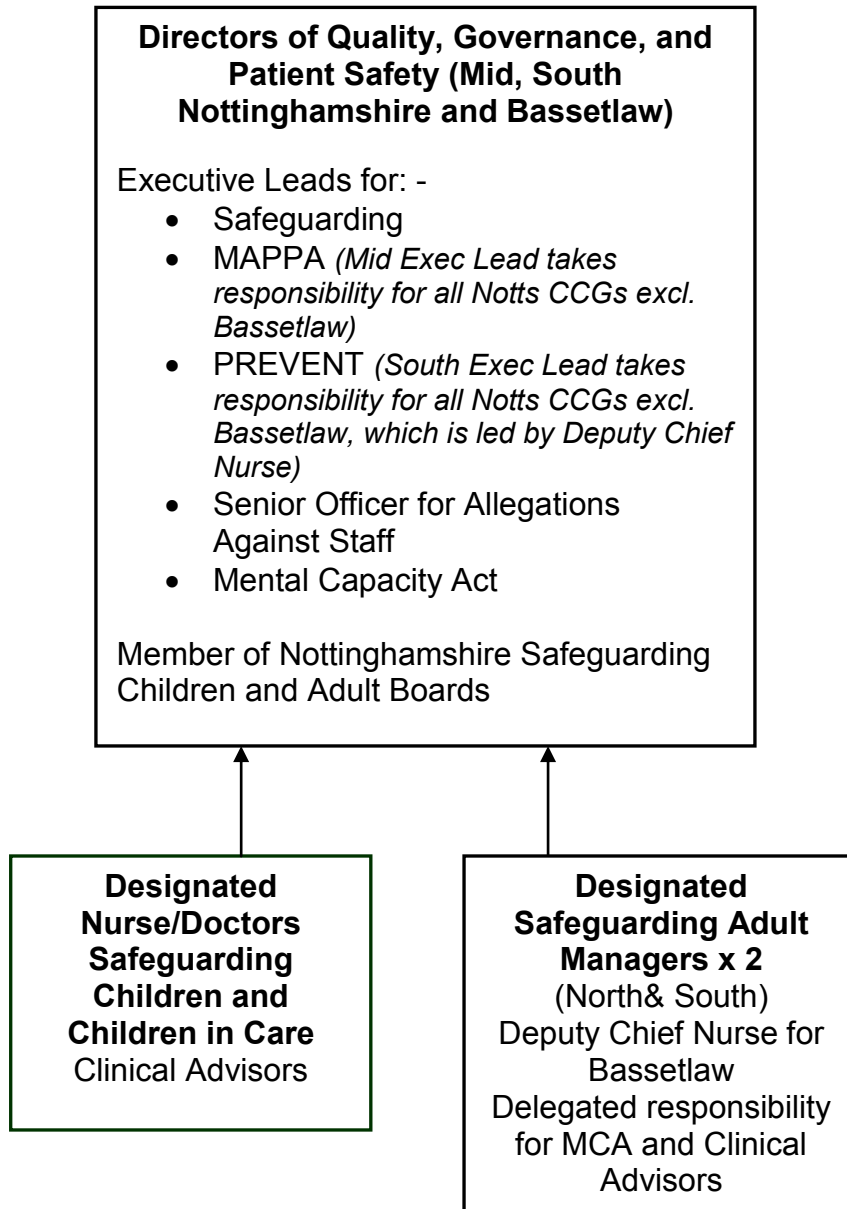 Directors of Quality, Governance, and
Patient Safety (Mid, South
Nottinghamshire and Bassetlaw)
Executive Leads for: -
• Safeguarding
• MAPPA (Mid Exec Lead takes
responsibility for all Notts CCGs excl.
Bassetlaw)
• PREVENT (South Exec Lead takes
responsibility for all Notts CCGs excl.
Bassetlaw, which is led by Deputy Chief
Nurse)
• Senior Officer for Allegations
Against Staff
• Mental Capacity Act
Member of Nottinghamshire Safeguarding
Children and Adult Boards
Designated
Nurse/Doctors
Safeguarding
Children and
Children in Care
Clinical Advisors
Designated
Safeguarding Adult
Managers x 2
(North& South)
Deputy Chief Nurse for
Bassetlaw
Delegated responsibility
for MCA and Clinical
Advisors